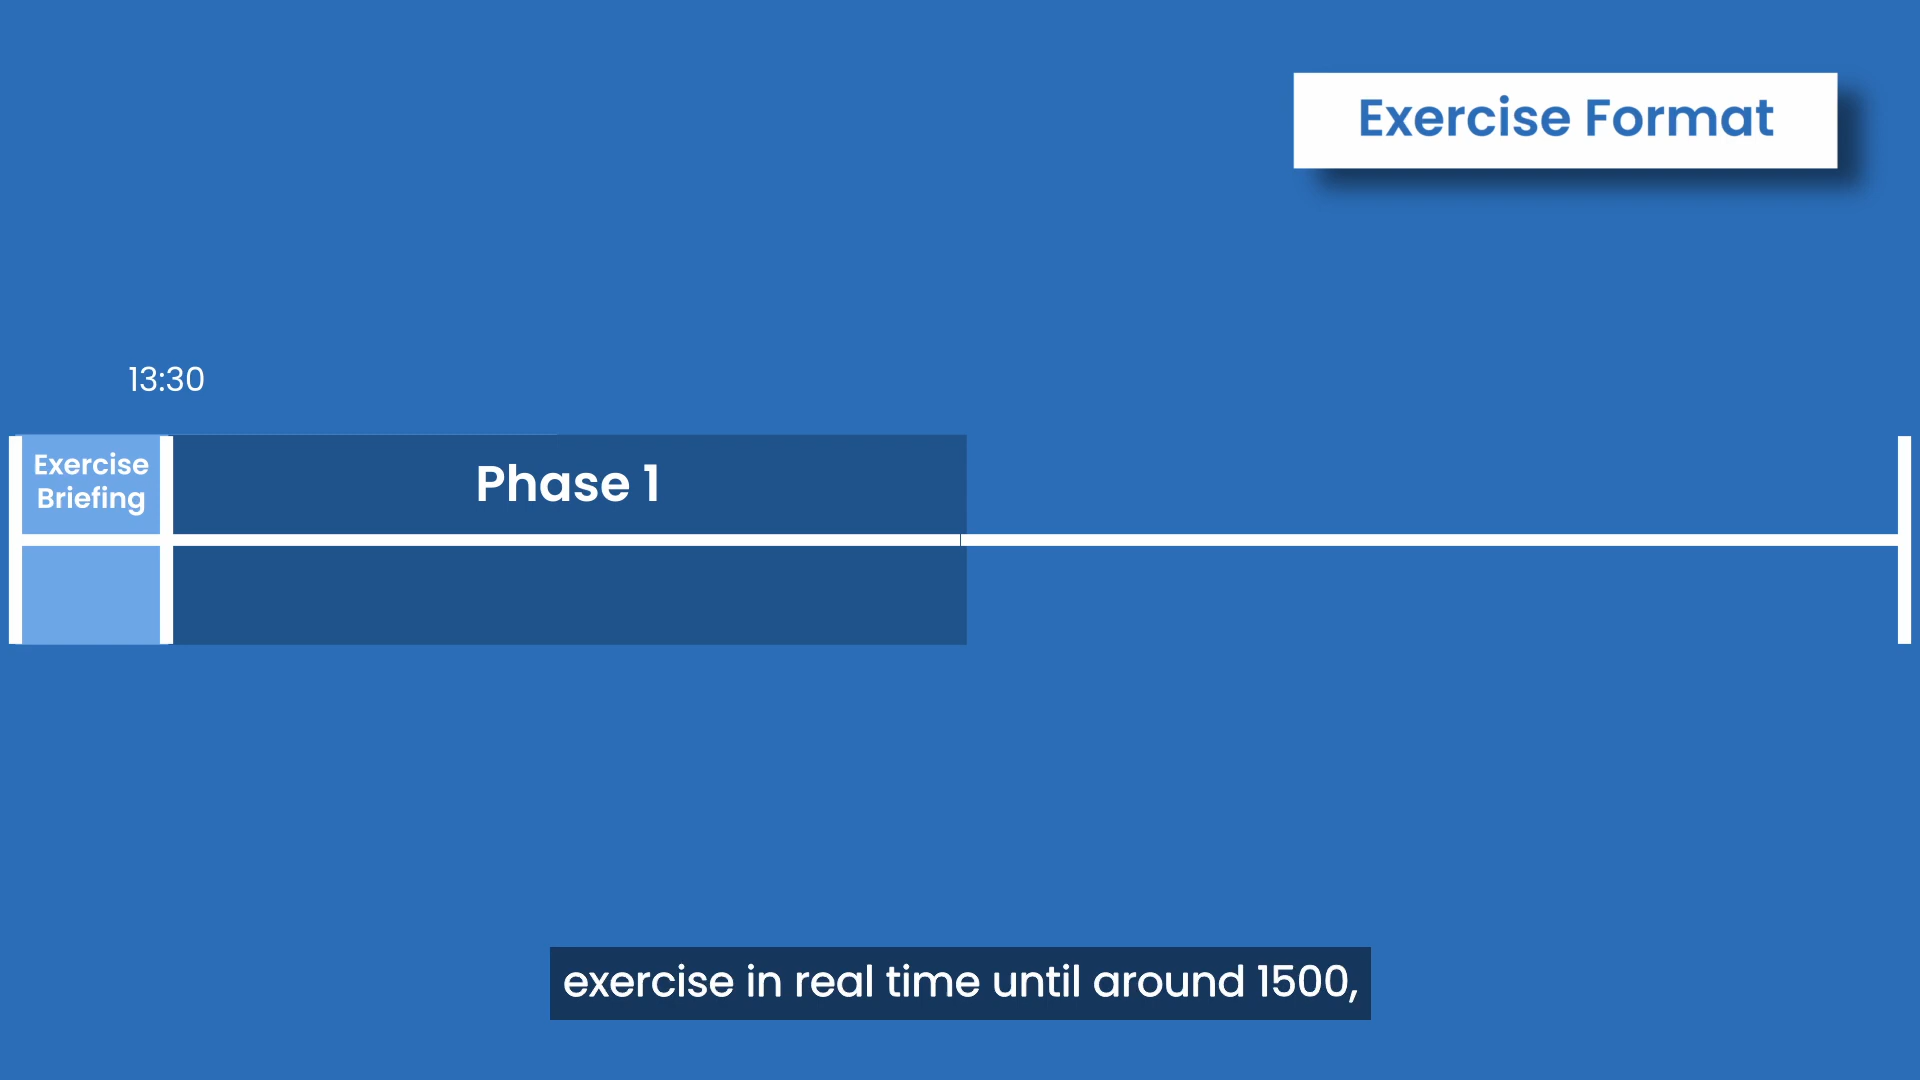 Exercise Format
13:30
Exercise
Briefing
Phase 1
exercise in real time until around 1500,